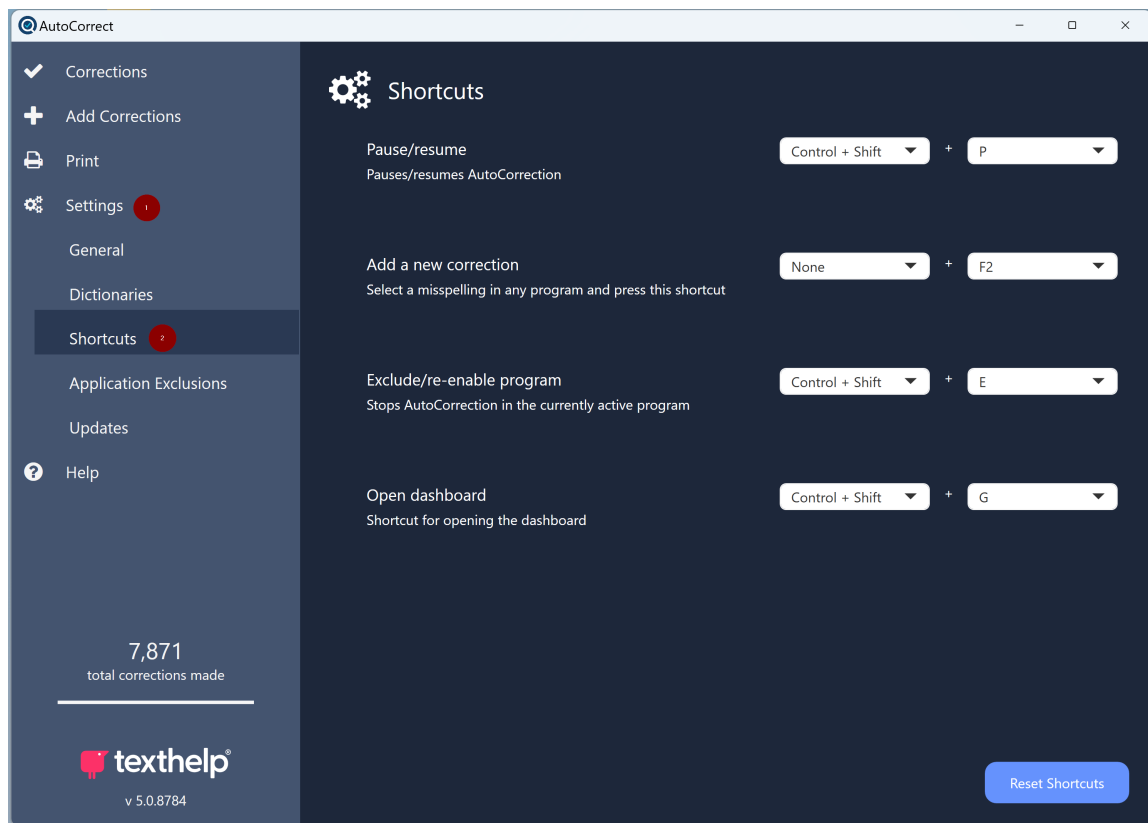 AutoCorrect
Corrections
Add Corrections
Print
Settings 1
General
Dictionaries
Shortcuts 2
Application Exclusions
Updates
Help
7,871
total corrections made
texthelp®
v 5.0.8784
Shortcuts
Pause/resume
Pauses/resumes AutoCorrection
Control + Shift + P
Add a new correction
Select a misspelling in any program and press this shortcut
None + F2
Exclude/re-enable program
Stops AutoCorrection in the currently active program
Control + Shift + E
Open dashboard
Shortcut for opening the dashboard
Control + Shift + G
Reset Shortcuts